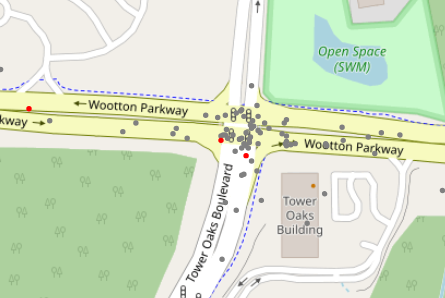 Open Space
(SWM)
Wootton Parkway
kway
Wootton Parkway
Tower Oaks Boulevard
Tower
Oaks
Building